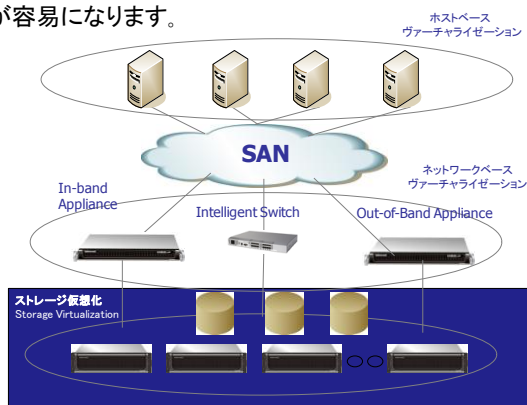 が容易になります。
ホストベース
ヴァーチャライゼーション
SAN
ネットワークベース
ヴァーチャライゼーション
In-band
Appliance
Intelligent Switch
Out-of-Band Appliance
ストレージ仮想化
Storage Virtualization